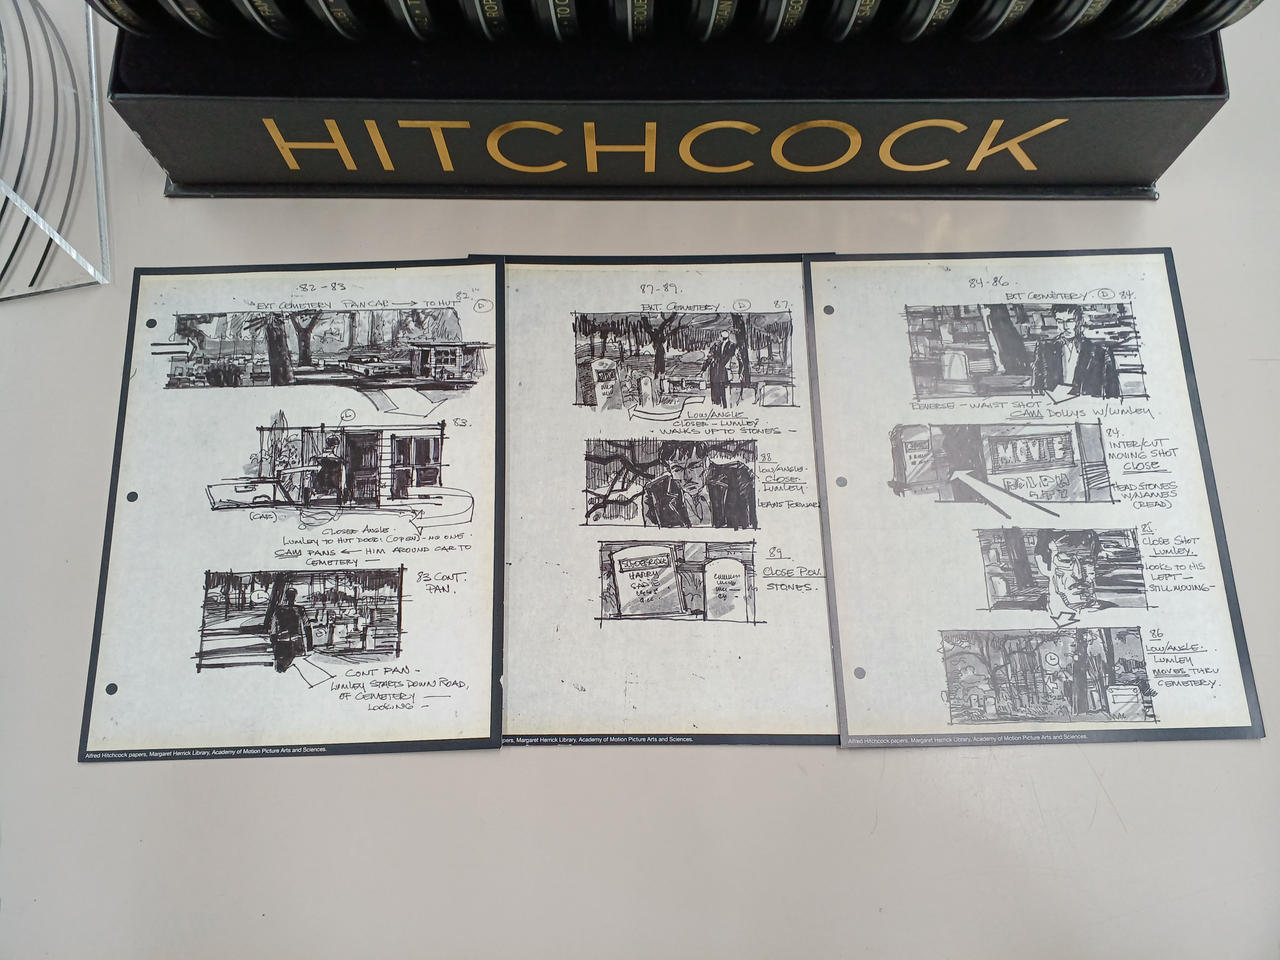 ROPE
PSYC
HITCHCOCK
82-83
EXT CEMETERY PAN CAR → TO HUT
82.
D
83.
L
(CAR)
CLOSER ANGLE.
LUMLEY TO HUT DOOR (OPEN) - NO ONE.
CAM PANS ← HIM AROUND CAR TO
CEMETERY —
83 CONT.
PAN.
CONT PAN -
LUMLEY STARTS DOWN ROAD,
OF CEMETERY —
LOOKING -
Alfred Hitchcock papers, Margaret Herrick Library, Academy of Motion Picture Arts and Sciences.
87-89.
EXT. CEMETERY
D
87.
LOW/ANGLE
CLOSER - LUMLEY
- WALKS UP TO STONES -
88
LOW/ANGLE.
CLOSE.
LUMLEY.
LEANS FORWAR
HARRY
89
CLOSE POV.
STONES.
pers, Margaret Herrick Library, Academy of Motion Picture Arts and Sciences.
84-86.
EXT CEMETERY.
D
84.
REVERSE - WAIST SHOT -
CAM DOLLYS W/LUMLEY.
84.
INTER/CUT
MOVING SHOT
CLOSE
HEADSTONES
W/NAMES
(READ)
MOVIE
RALPH
CLOSE SHOT
LUMLEY.
LOOKS TO HIS
LEFT -
STILL MOVING -
86
LOW/ANGLE.
LUMLEY
MOVES THRU
CEMETERY.
Alfred Hitchcock papers, Margaret Herrick Library, Academy of Motion Picture Arts and Sciences.